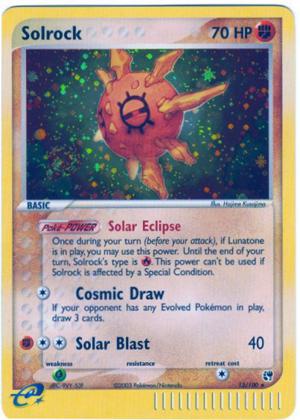 Solrock 70 HP
BASIC Illus. Hajime Kusajima
Poké-POWER Solar Eclipse
Once during your turn (before your attack), if Lunatone
is in play, you may use this power. Until the end of your
turn, Solrock's type is . This power can't be used if
Solrock is affected by a Special Condition.
Cosmic Draw
If your opponent has any Evolved Pokémon in play,
draw 3 cards.
Solar Blast 40
weakness resistance retreat cost
©2003 Pokémon/Nintendo 13/100
e